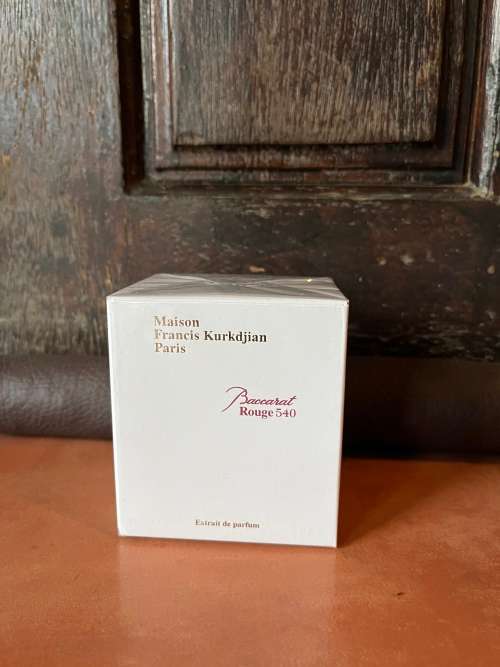 Maison
Francis Kurkdjian
Paris
Baccarat
Rouge 540
Extrait de parfum